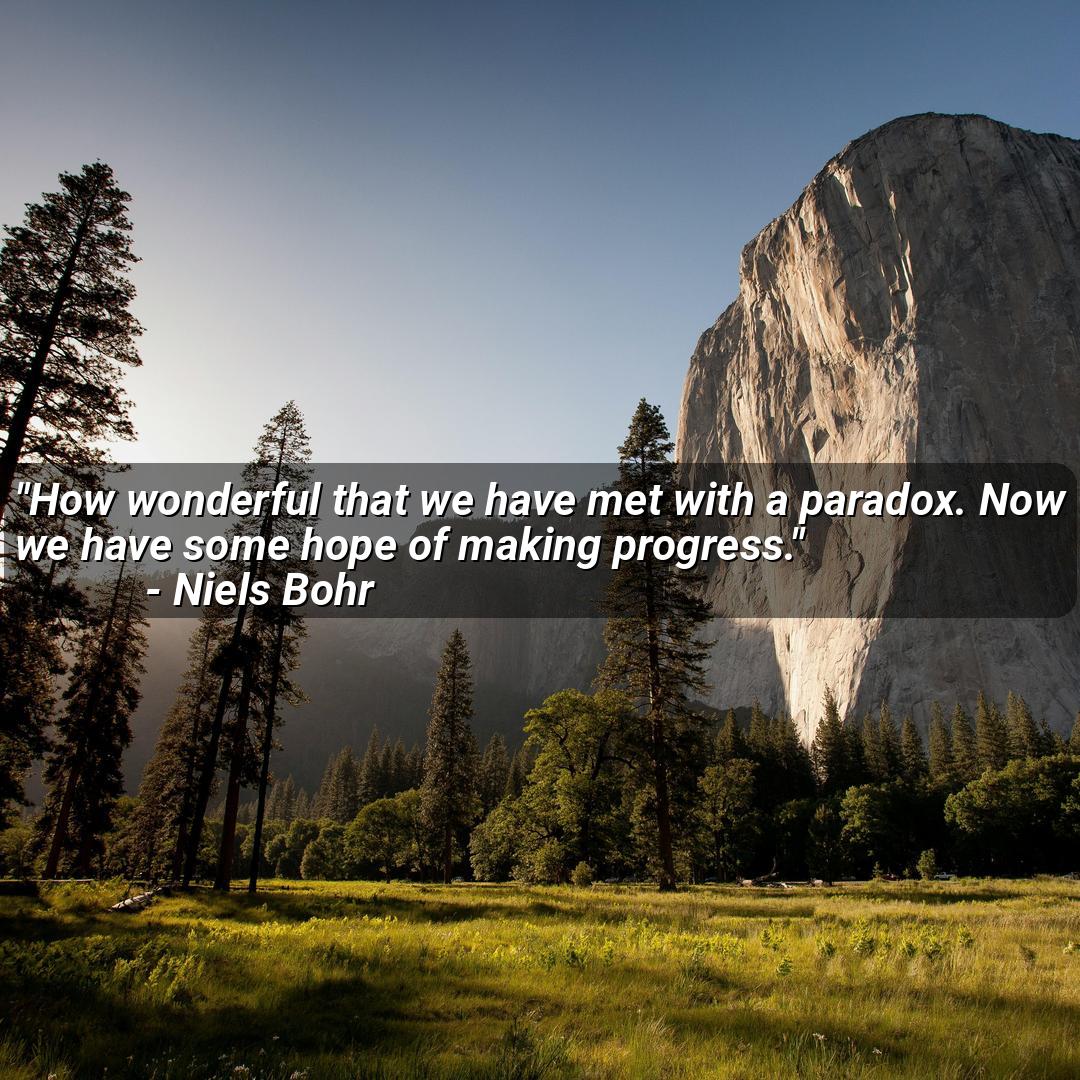 "How wonderful that we have met with a paradox. Now
we have some hope of making progress."
- Niels Bohr